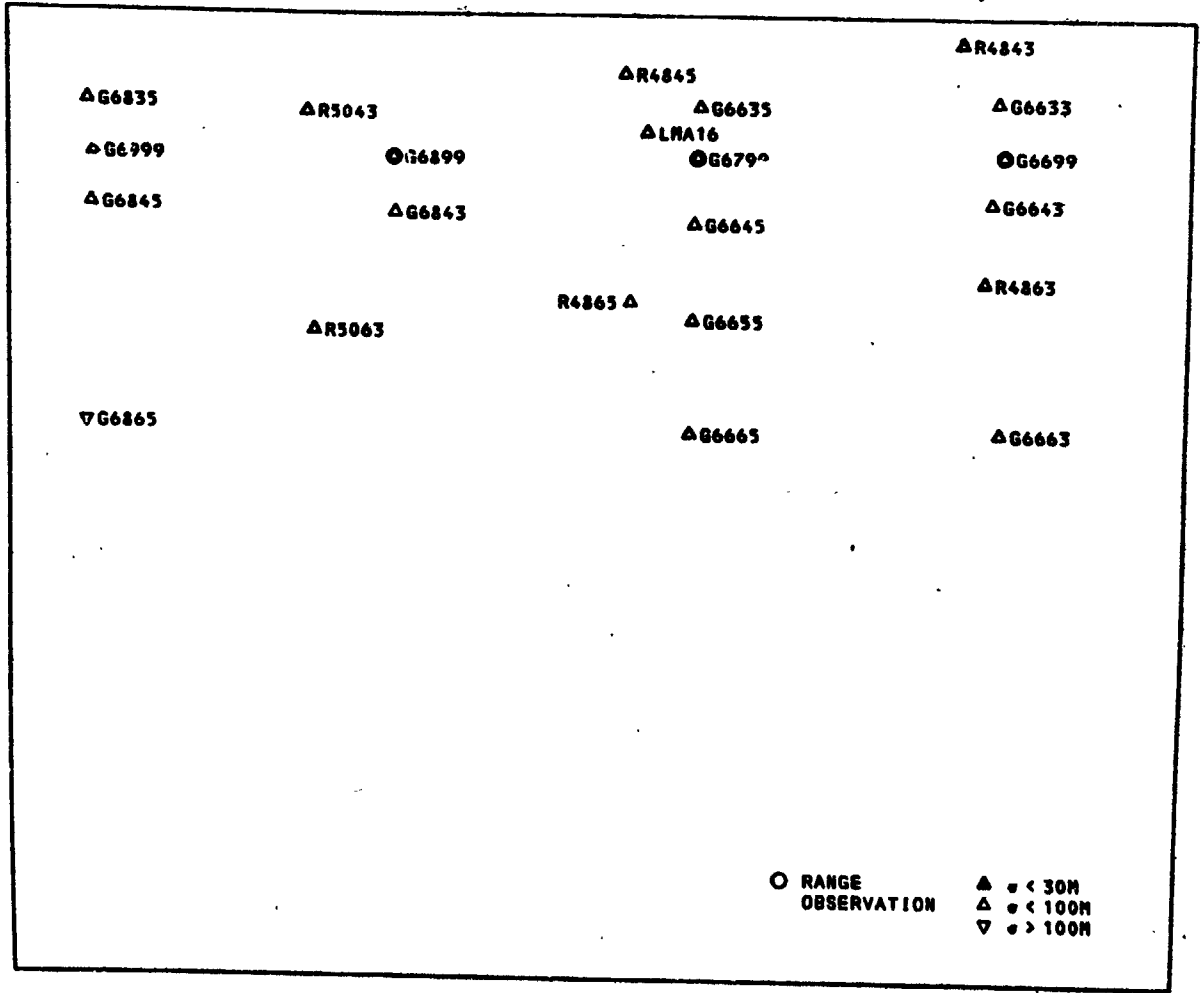 R4843
R4845
G6835
R5043
G6635
G6633
LMA16
G6999
G6899
G6699
G6845
G6843
G6645
G6643
R4863
R4865
R5063
G6655
G6865
G6665
G6663
RANGE
OBSERVATION
σ < 30M
σ < 100M
σ > 100M